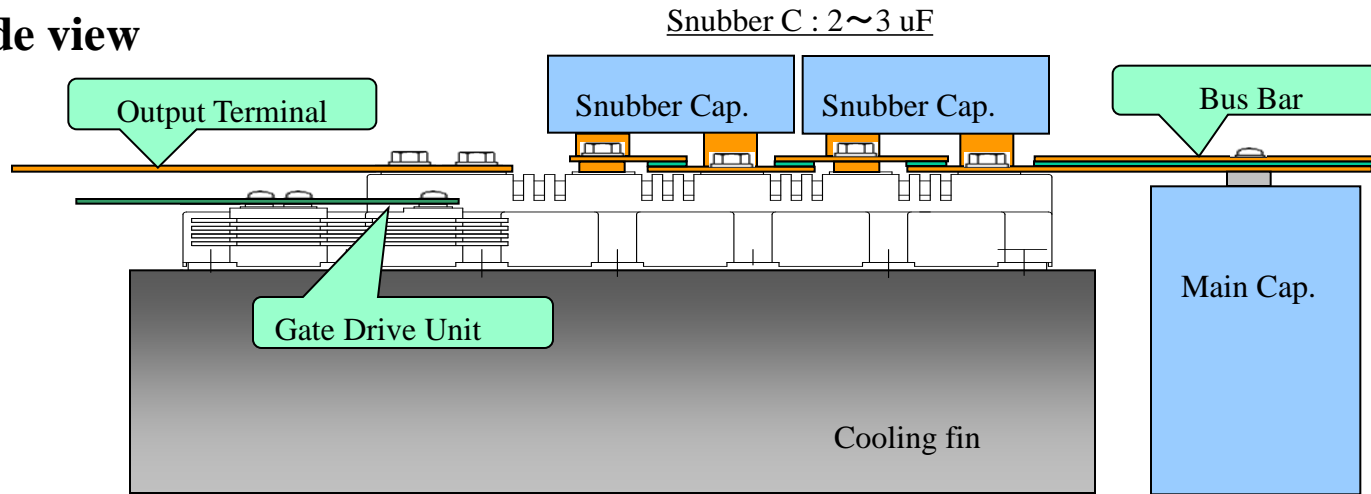 de view
Snubber C : 2～3 uF
Output Terminal
Snubber Cap.
Snubber Cap.
Bus Bar
Gate Drive Unit
Main Cap.
Cooling fin